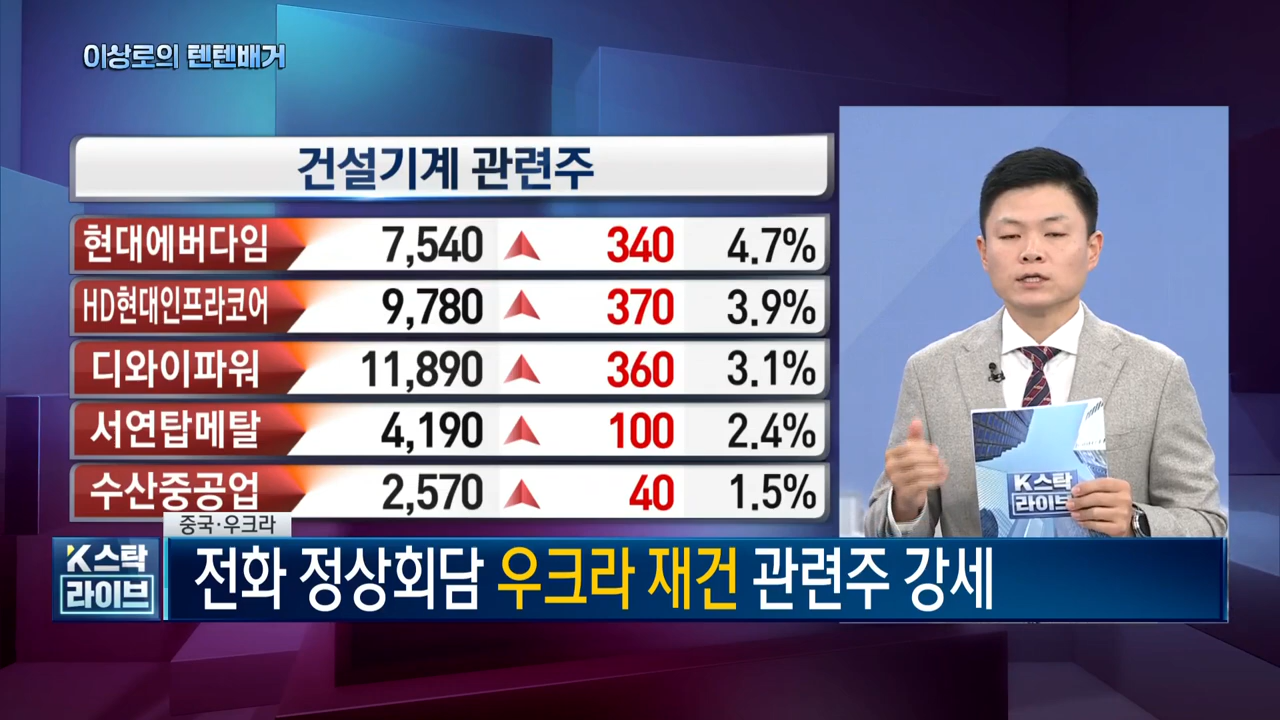 이상로의 텐텐배거
건설기계 관련주
현대에버다임 7,540 ▲ 340 4.7%
HD현대인프라코어 9,780 ▲ 370 3.9%
디와이파워 11,890 ▲ 360 3.1%
서연탑메탈 4,190 ▲ 100 2.4%
수산중공업 2,570 ▲ 40 1.5%
K스탁
라이브
중국·우크라
K스탁
라이브
전화 정상회담 우크라 재건 관련주 강세